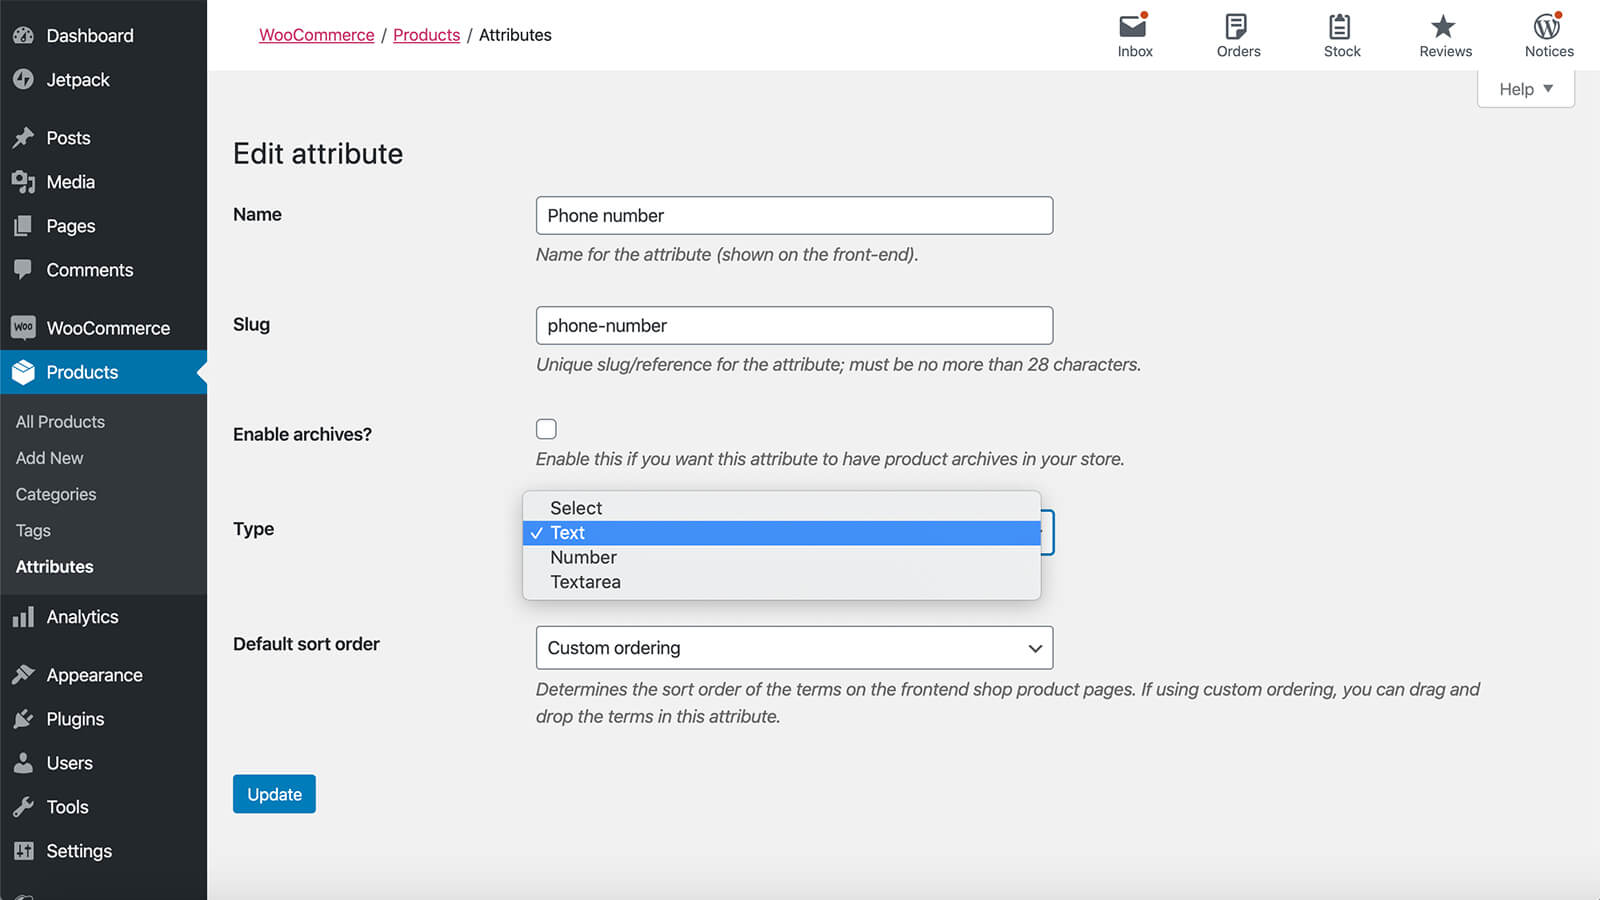 Dashboard
Jetpack
Posts
Media
Pages
Comments
Woo WooCommerce
Products
All Products
Add New
Categories
Tags
Attributes
Analytics
Appearance
Plugins
Users
Tools
Settings
WooCommerce / Products / Attributes
Inbox
Orders
Stock
Reviews
Notices
Help
Edit attribute
Name
Phone number
Name for the attribute (shown on the front-end).
Slug
phone-number
Unique slug/reference for the attribute; must be no more than 28 characters.
Enable archives?
Enable this if you want this attribute to have product archives in your store.
Type
Select
✓ Text
Number
Textarea
Default sort order
Custom ordering
Determines the sort order of the terms on the frontend shop product pages. If using custom ordering, you can drag and
drop the terms in this attribute.
Update